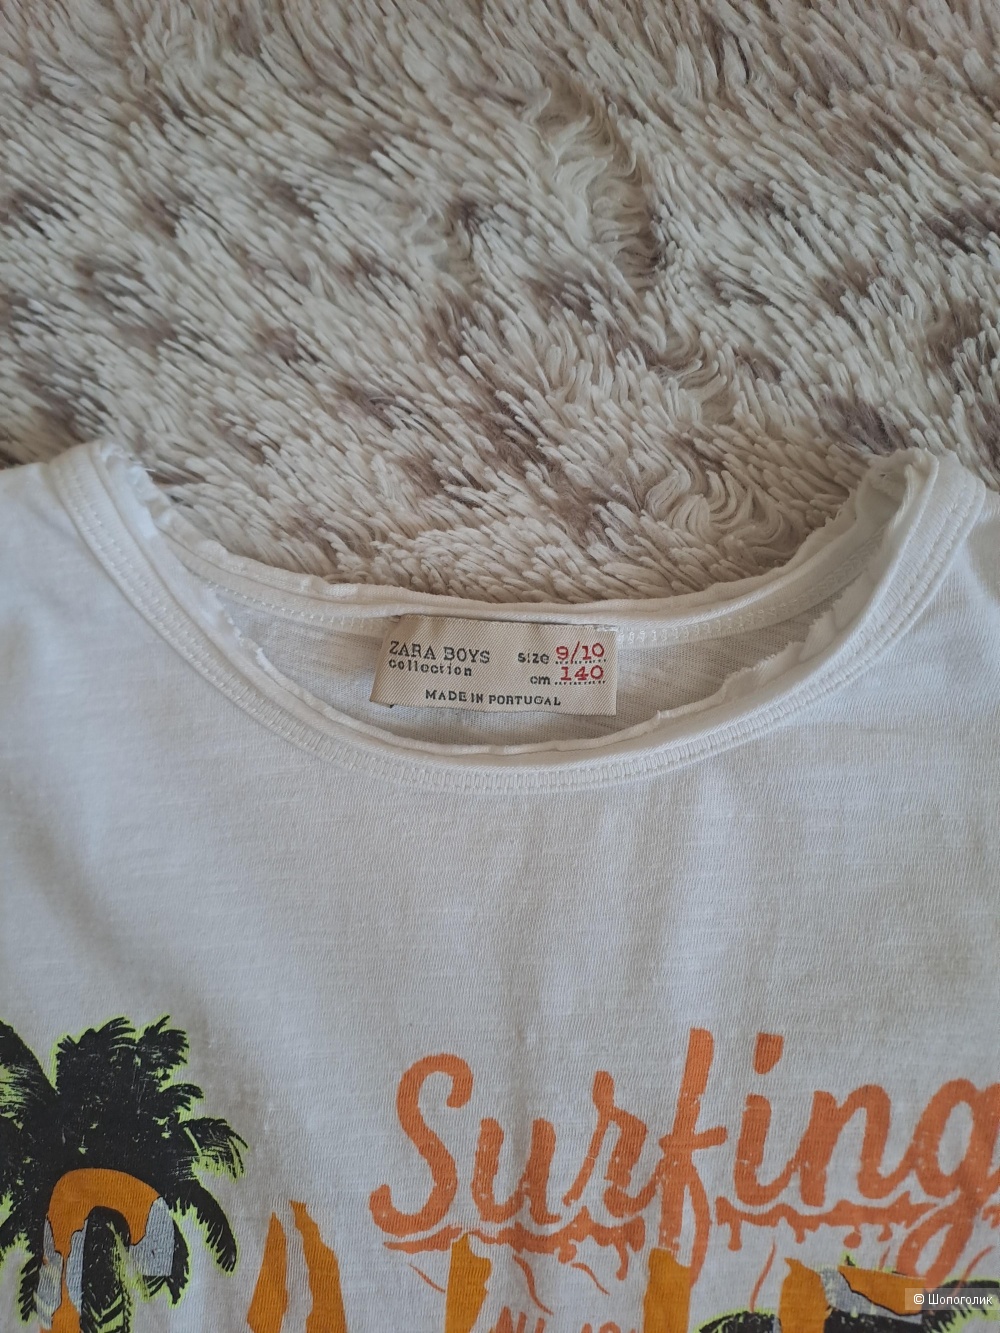 ZARA BOYS size 9/10
collection cm 140
MADE IN PORTUGAL
Surfing
© Шопоголик